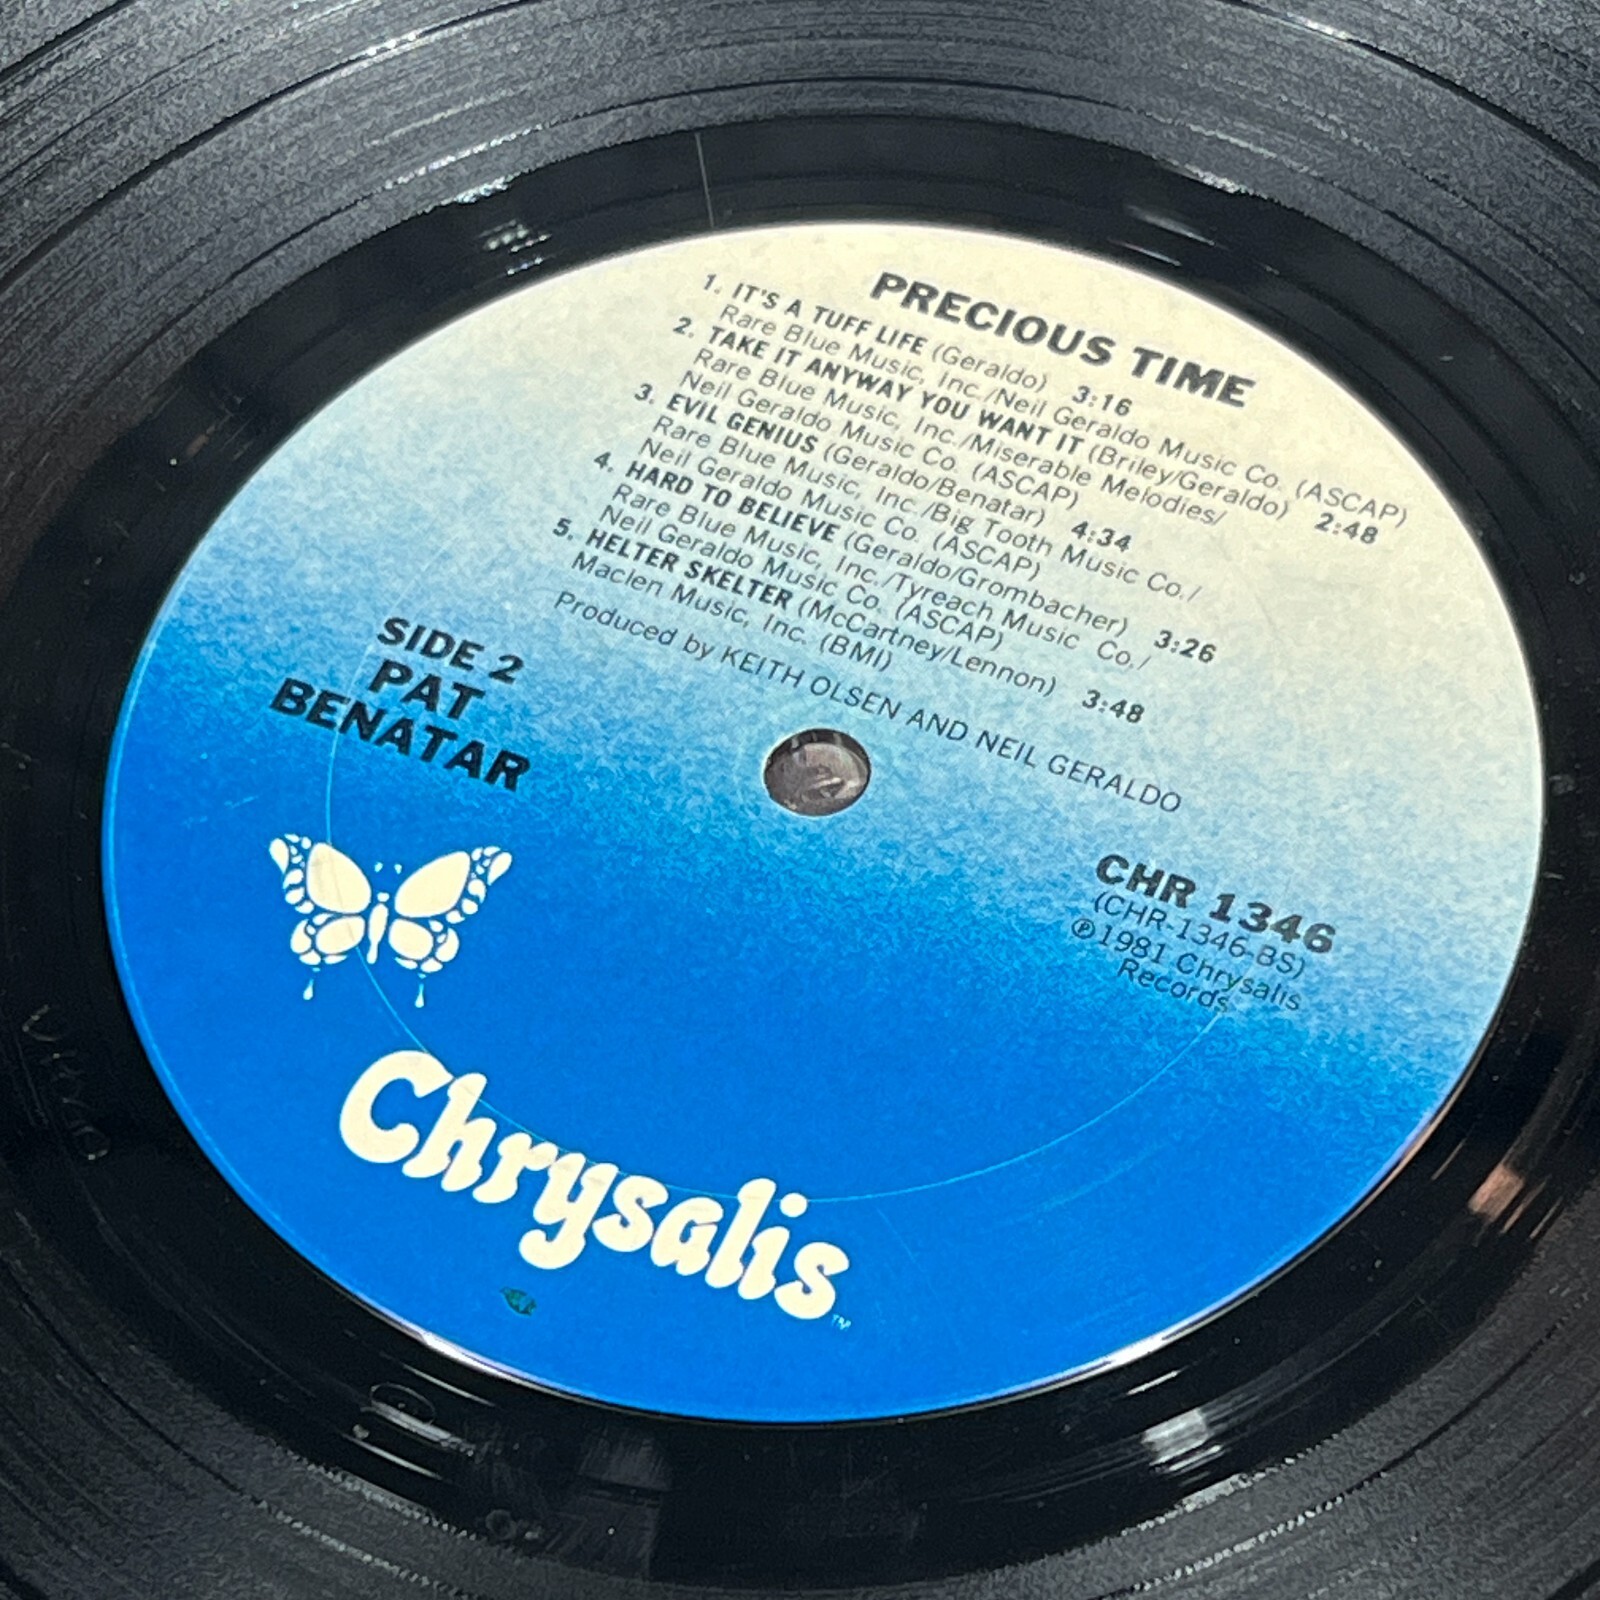 PRECIOUS TIME
1. IT'S A TUFF LIFE (Geraldo) 3:16
Rare Blue Music, Inc./Neil Geraldo Music Co. (ASCAP)
2. TAKE IT ANYWAY YOU WANT IT (Briley/Geraldo) 2:48
Rare Blue Music, Inc./Miserable Melodies/
Neil Geraldo Music Co. (ASCAP)
3. EVIL GENIUS (Geraldo/Benatar) 4:34
Rare Blue Music, Inc./Big Tooth Music Co./
Neil Geraldo Music Co. (ASCAP)
4. HARD TO BELIEVE (Geraldo/Grombacher) 3:26
Rare Blue Music, Inc./Tyreach Music Co./
Neil Geraldo Music Co. (ASCAP)
5. HELTER SKELTER (McCartney/Lennon) 3:48
Maclen Music, Inc. (BMI)
Produced by KEITH OLSEN AND NEIL GERALDO
SIDE 2
PAT
BENATAR
CHR 1346
(CHR-1346-BS)
℗1981 Chrysalis
Records
Chrysalis
TM